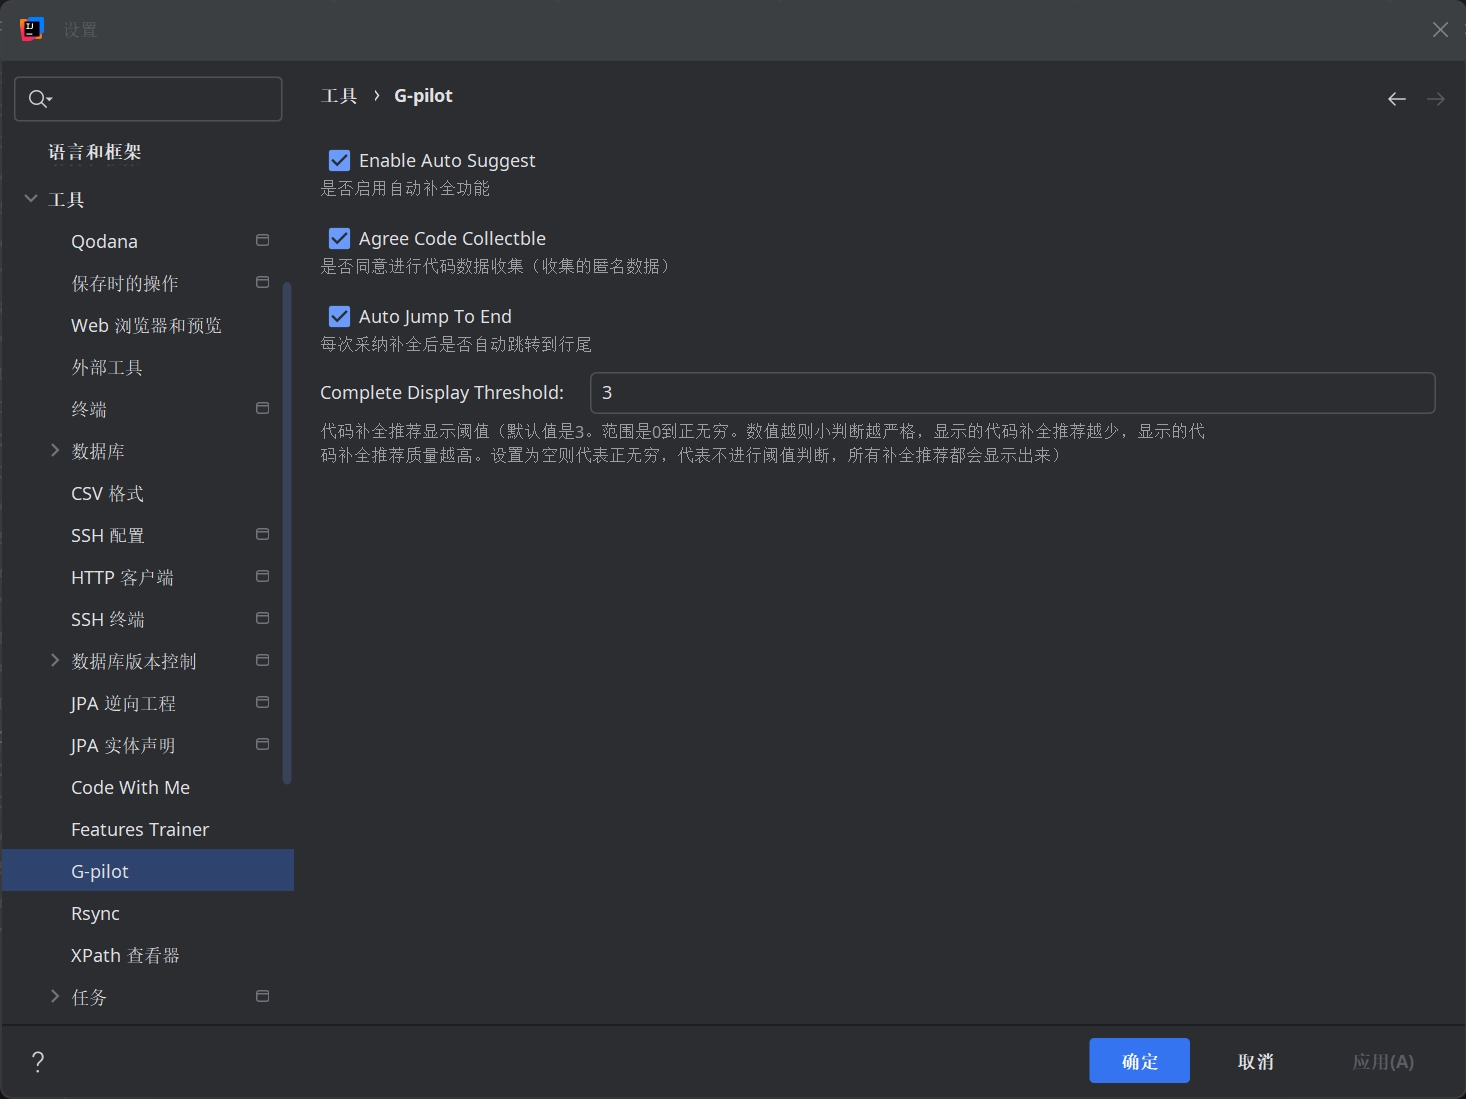 设置
语言和框架
工具
Qodana
保存时的操作
Web 浏览器和预览
外部工具
终端
数据库
CSV 格式
SSH 配置
HTTP 客户端
SSH 终端
数据库版本控制
JPA 逆向工程
JPA 实体声明
Code With Me
Features Trainer
G-pilot
Rsync
XPath 查看器
任务
工具 › G-pilot
Enable Auto Suggest
是否启用自动补全功能
Agree Code Collectble
是否同意进行代码数据收集（收集的匿名数据）
Auto Jump To End
每次采纳补全后是否自动跳转到行尾
Complete Display Threshold: 3
代码补全推荐显示阈值（默认值是3。范围是0到正无穷。数值越则小判断越严格，显示的代码补全推荐越少，显示的代
码补全推荐质量越高。设置为空则代表正无穷，代表不进行阈值判断，所有补全推荐都会显示出来）
? 确定 取消 应用(A)